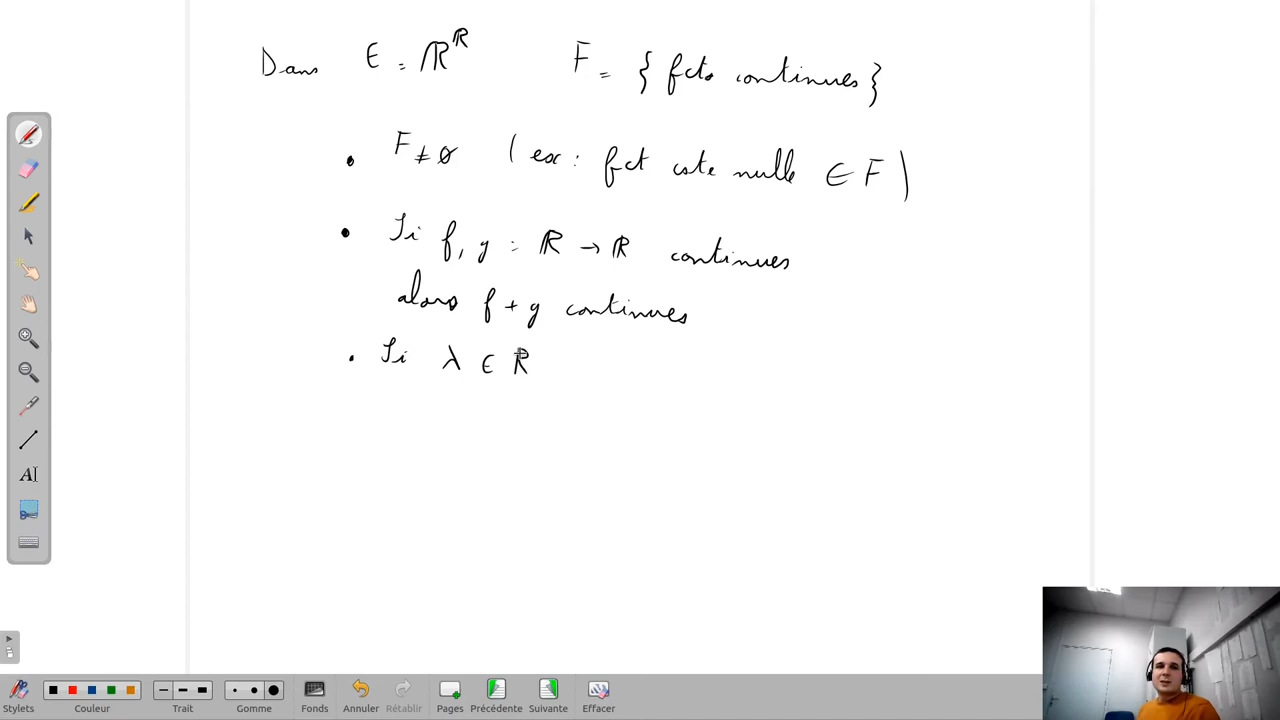 Dans E = ℝ^ℝ F = { fcts continues }
• F ≠ ∅ ( ex : fct cste nulle ∈ F )
• Si f, g : ℝ → ℝ continues
alors f + g continues
• Si λ ∈ ℝ
AI
Stylets Couleur Trait Gomme Fonds Annuler Rétablir Pages Précédente Suivante Effacer